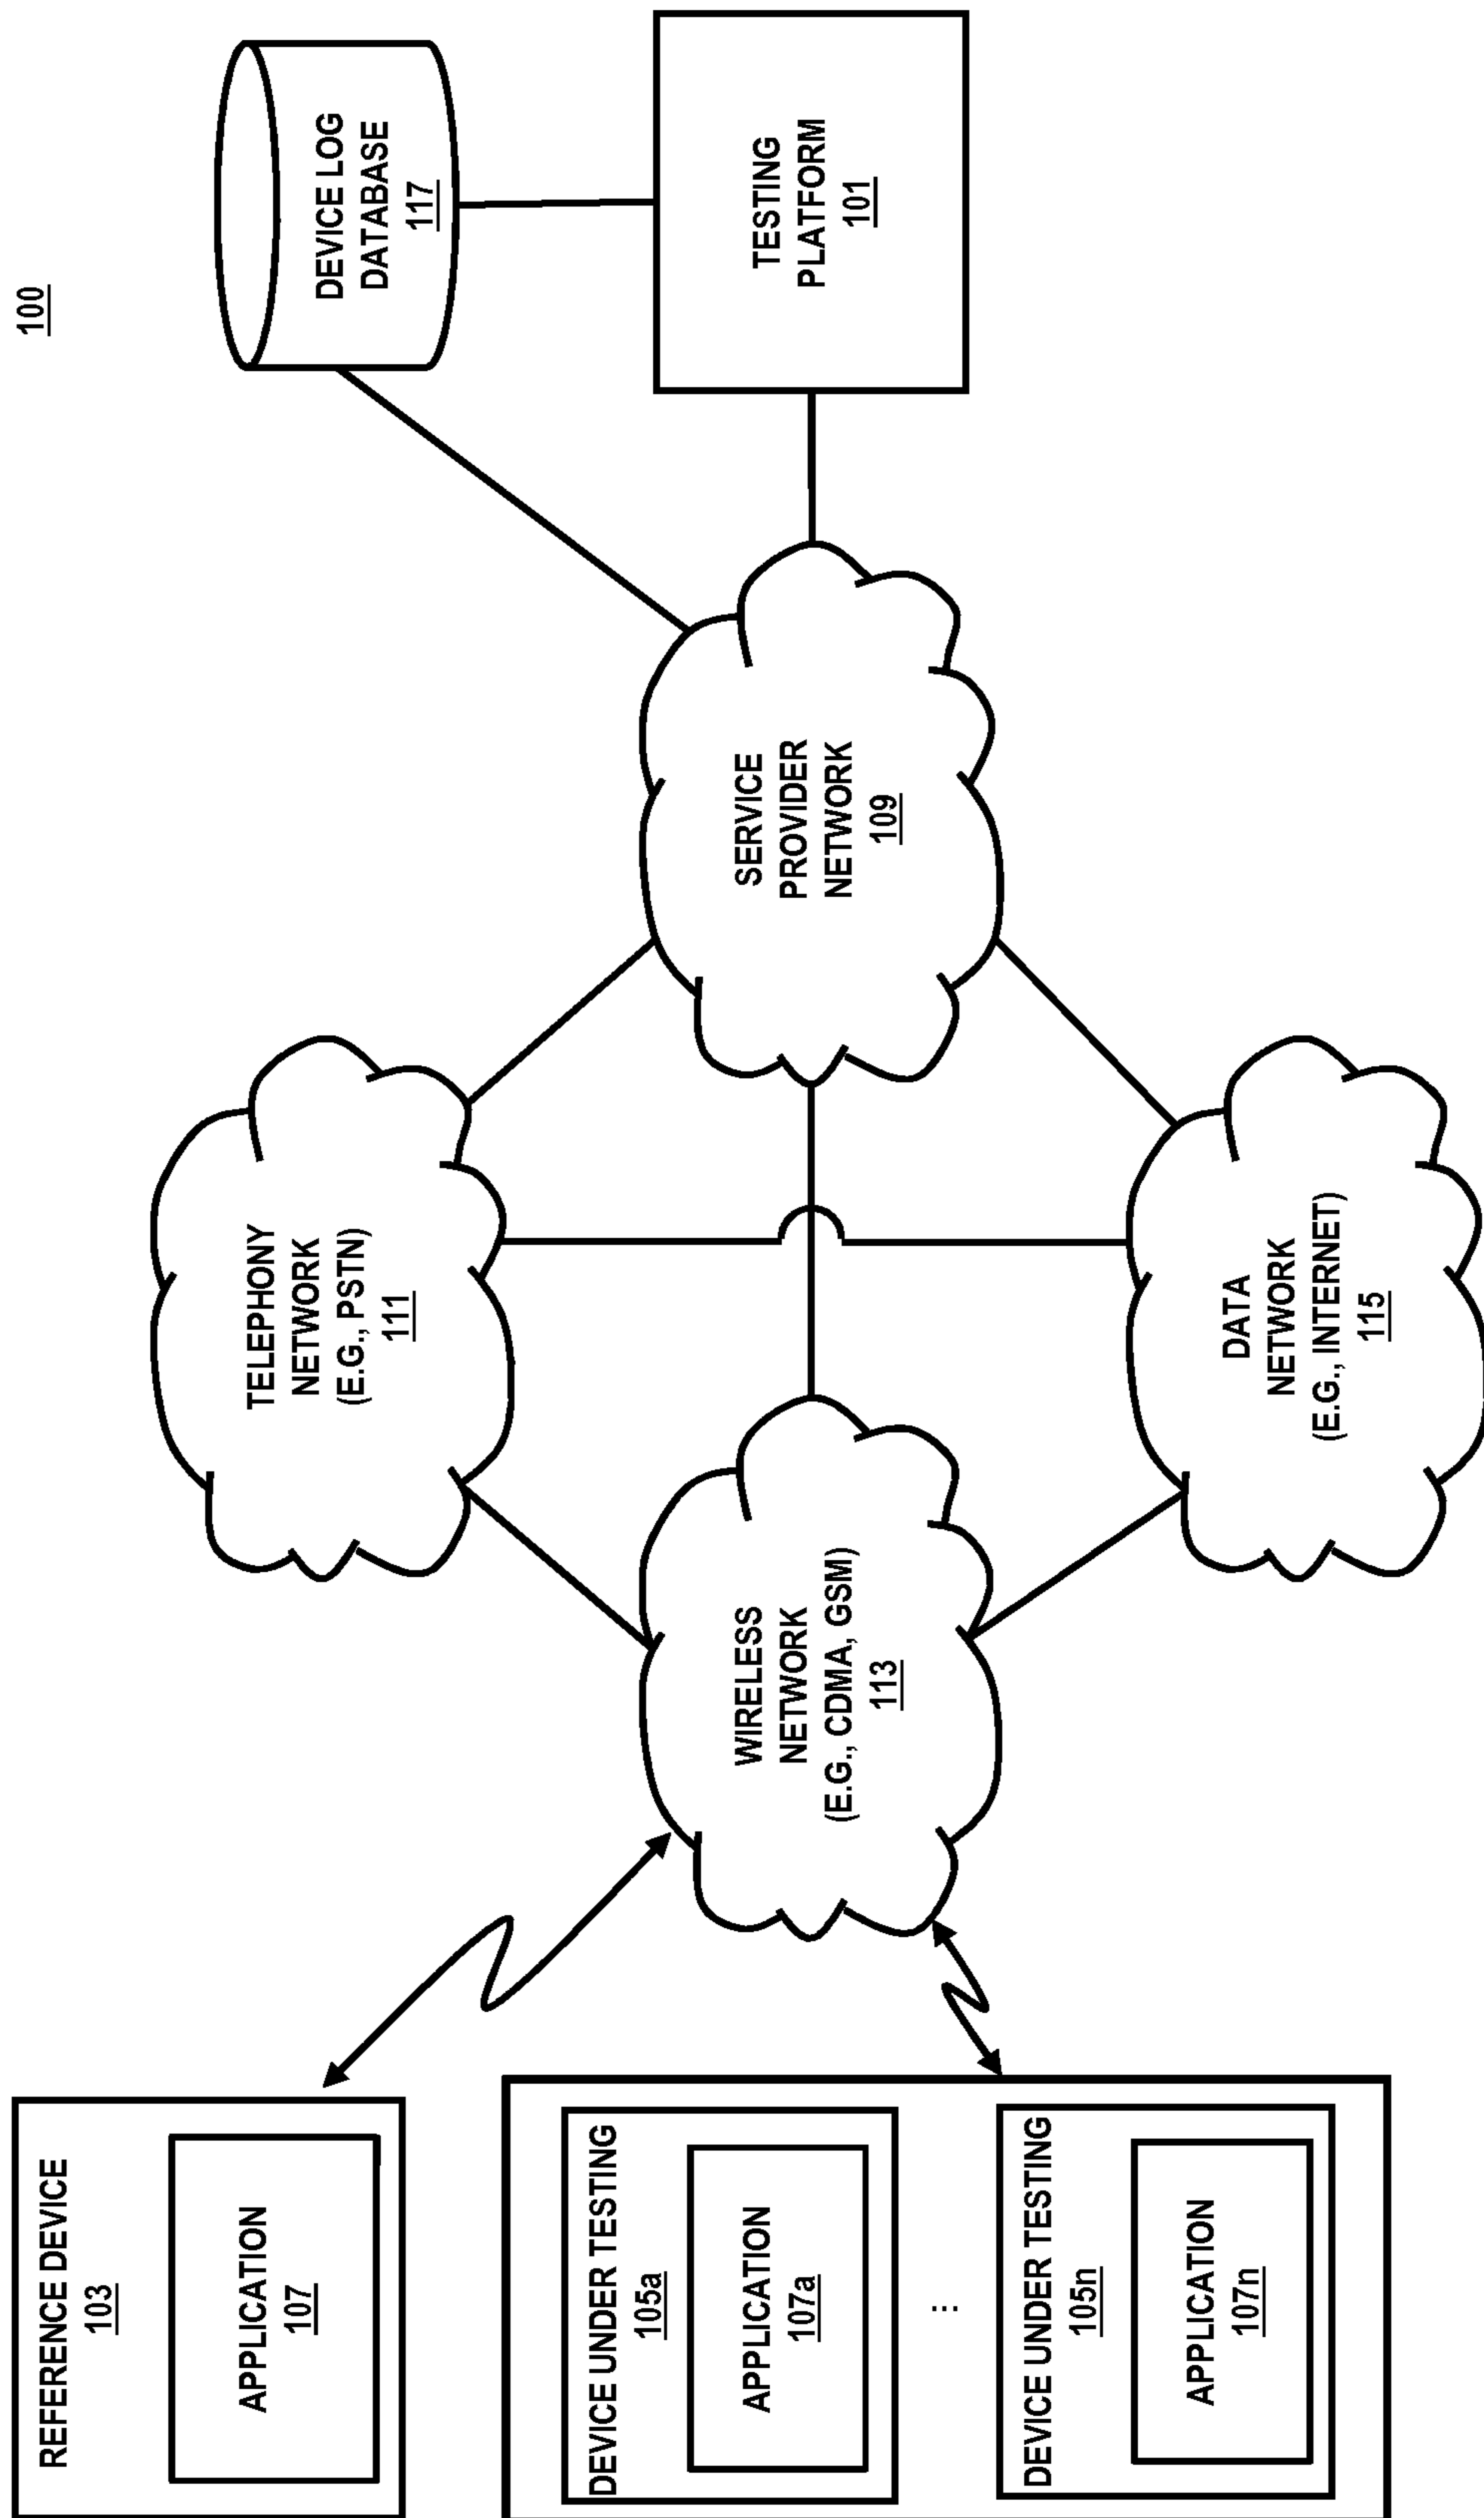 100
REFERENCE DEVICE
103
APPLICATION
107
DEVICE UNDER TESTING
105a
APPLICATION
107a
...
DEVICE UNDER TESTING
105n
APPLICATION
107n
TELEPHONY
NETWORK
(E.G., PSTN)
111
WIRELESS
NETWORK
(E.G., CDMA, GSM)
113
DATA
NETWORK
(E.G., INTERNET)
115
SERVICE
PROVIDER
NETWORK
109
DEVICE LOG
DATABASE
117
TESTING
PLATFORM
101